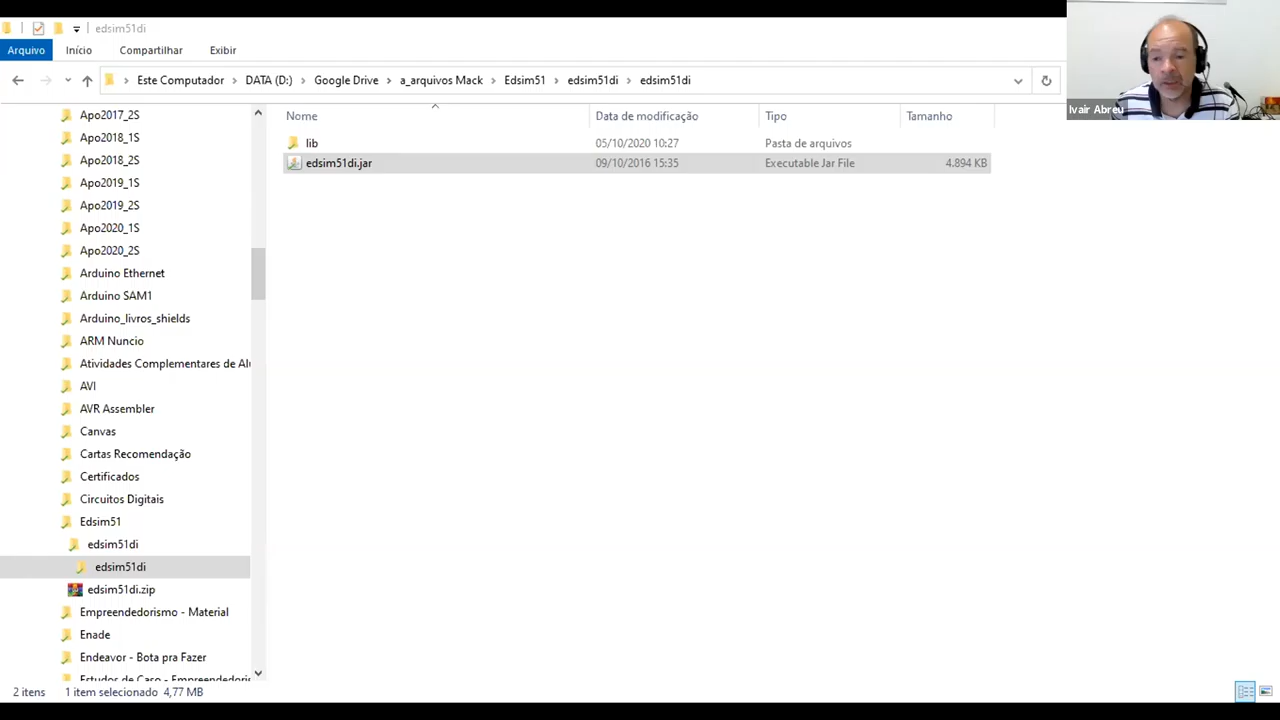 edsim51di
Arquivo Início Compartilhar Exibir
Este Computador DATA (D:) Google Drive a_arquivos Mack Edsim51 edsim51di edsim51di
Ivair Abreu
Nome Data de modificação Tipo Tamanho
lib 05/10/2020 10:27 Pasta de arquivos
edsim51di.jar 09/10/2016 15:35 Executable Jar File 4.894 KB
Apo2017_2S
Apo2018_1S
Apo2018_2S
Apo2019_1S
Apo2019_2S
Apo2020_1S
Apo2020_2S
Arduino Ethernet
Arduino SAM1
Arduino_livros_shields
ARM Nuncio
Atividades Complementares de Al
AVI
AVR Assembler
Canvas
Cartas Recomendação
Certificados
Circuitos Digitais
Edsim51
edsim51di
edsim51di
edsim51di.zip
Empreendedorismo - Material
Enade
Endeavor - Bota pra Fazer
Estudos de Caso - Empreendedoris
2 itens 1 item selecionado 4,77 MB